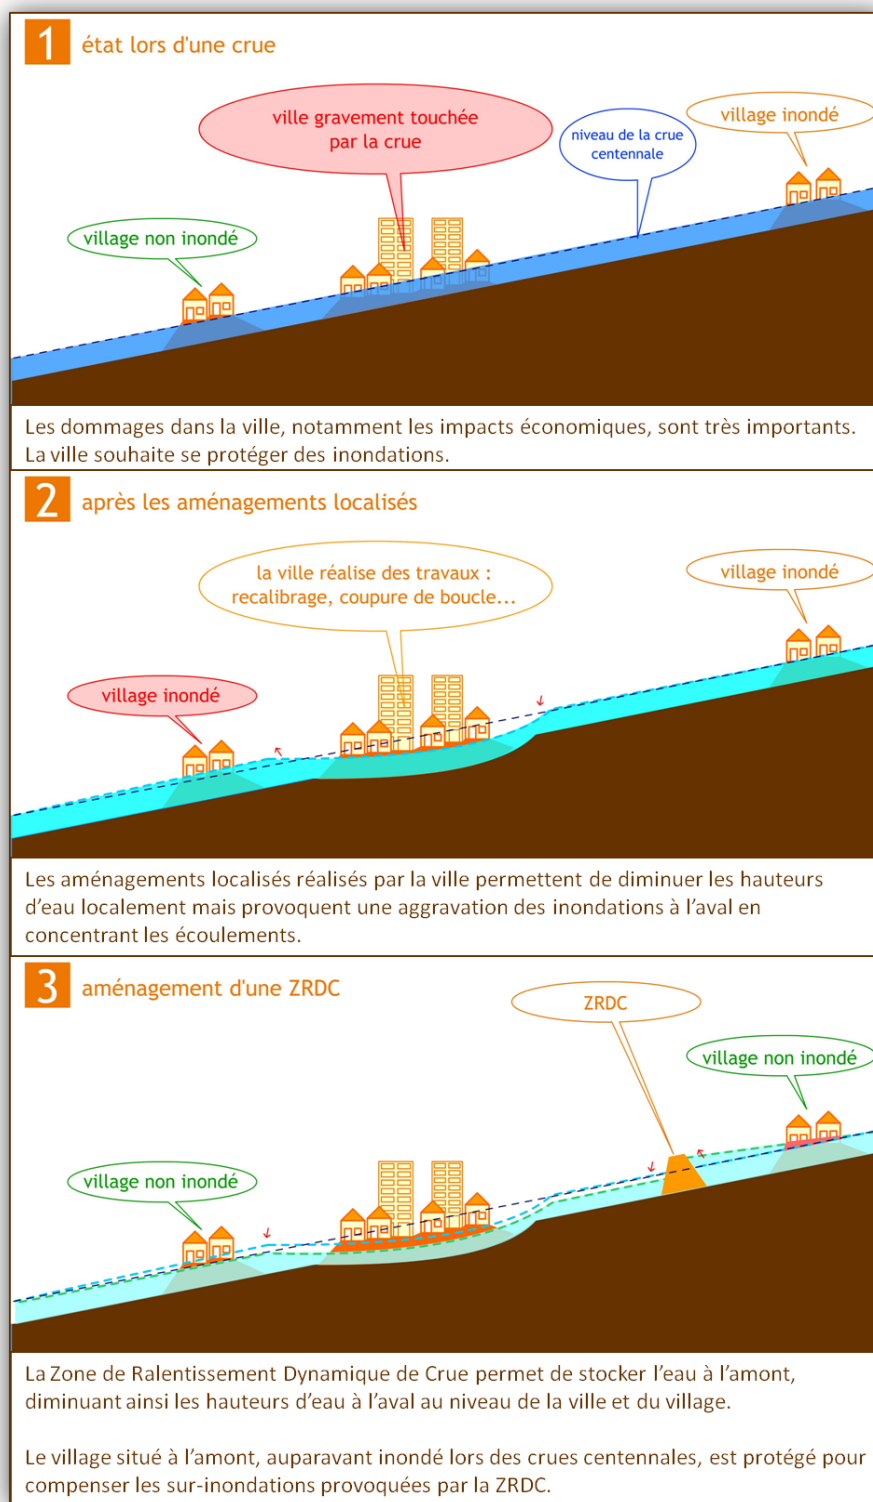 1 état lors d'une crue
ville gravement touchée
par la crue
niveau de la crue
centennale
village inondé
village non inondé
Les dommages dans la ville, notamment les impacts économiques, sont très importants.
La ville souhaite se protéger des inondations.
2 après les aménagements localisés
la ville réalise des travaux :
recalibrage, coupure de boucle...
village inondé
village inondé
Les aménagements localisés réalisés par la ville permettent de diminuer les hauteurs
d'eau localement mais provoquent une aggravation des inondations à l'aval en
concentrant les écoulements.
3 aménagement d'une ZRDC
ZRDC
village non inondé
village non inondé
La Zone de Ralentissement Dynamique de Crue permet de stocker l'eau à l'amont,
diminuant ainsi les hauteurs d'eau à l'aval au niveau de la ville et du village.
Le village situé à l'amont, auparavant inondé lors des crues centennales, est protégé pour
compenser les sur-inondations provoquées par la ZRDC.